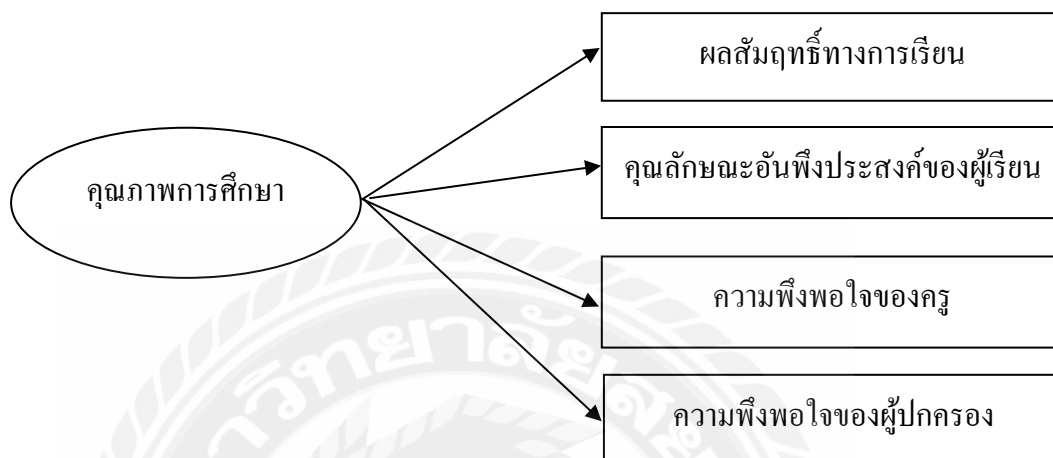 ผลสัมฤทธิ์ทางการเรียน
คุณลักษณะอันพึงประสงค์ของผู้เรียน
คุณภาพการศึกษา
ความพึงพอใจของครู
ความพึงพอใจของผู้ปกครอง